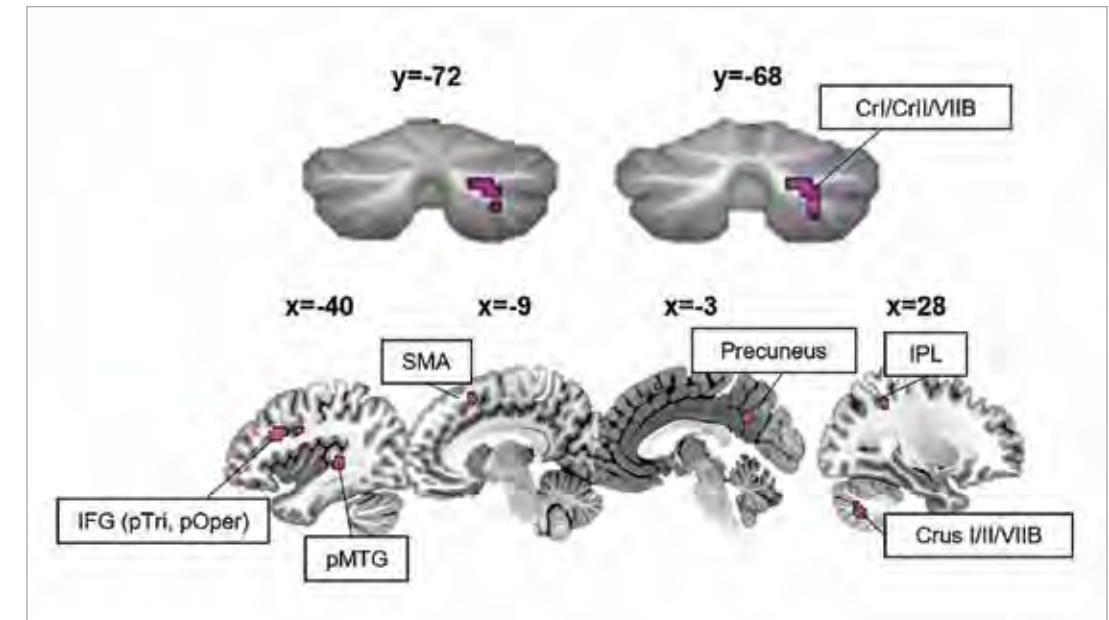 y=-72
y=-68
CrI/CrII/VIIB
x=-40
x=-9
x=-3
x=28
SMA
Precuneus
IPL
IFG (pTri, pOper)
pMTG
Crus I/II/VIIB